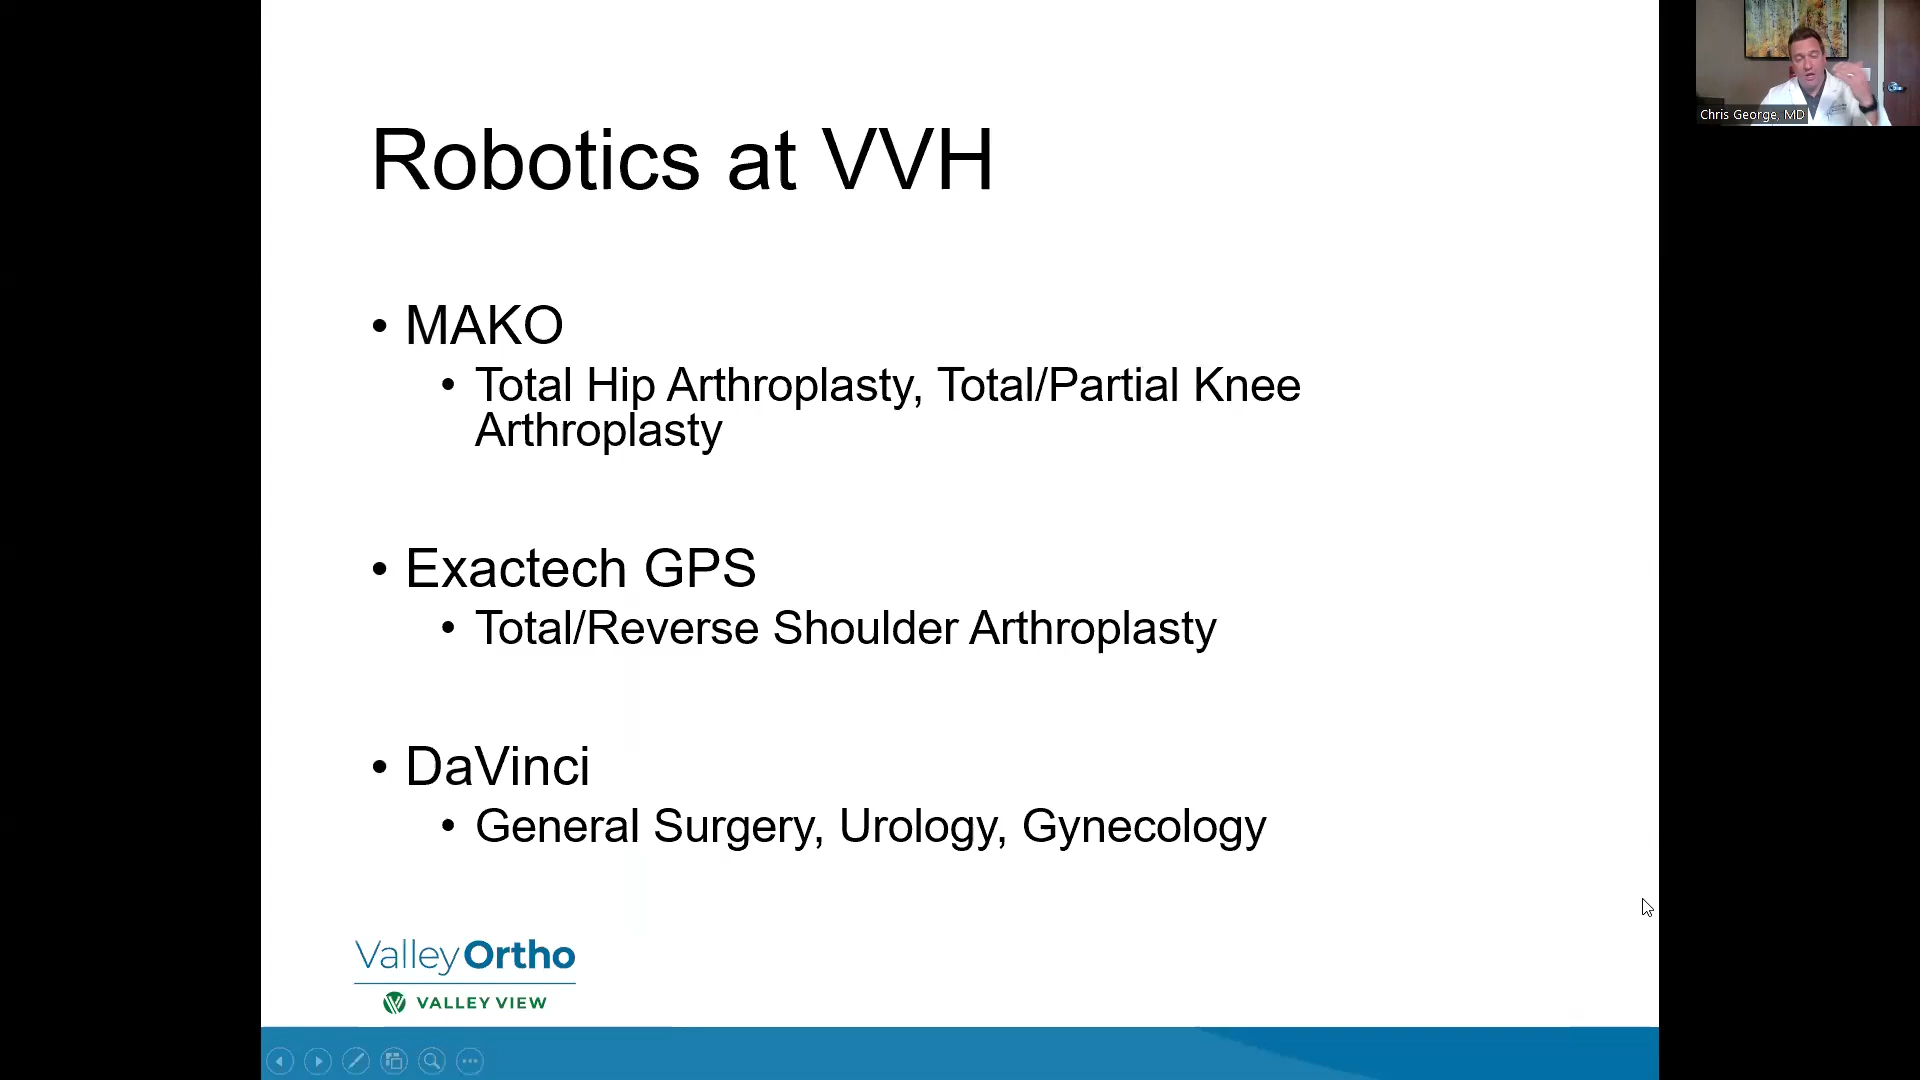 Robotics at VVH
• MAKO
• Total Hip Arthroplasty, Total/Partial Knee
Arthroplasty
• Exactech GPS
• Total/Reverse Shoulder Arthroplasty
• DaVinci
• General Surgery, Urology, Gynecology
ValleyOrtho
VALLEY VIEW
Chris George, MD